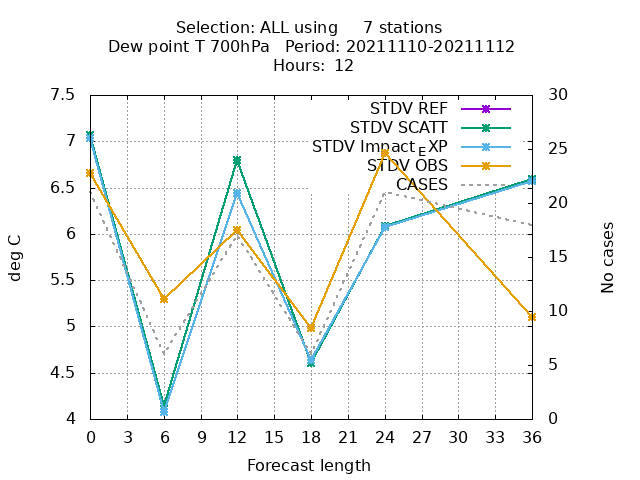 Selection: ALL using 7 stations
Dew point T 700hPa Period: 20211110-20211112
Hours: 12
7.5
7
6.5
6
5.5
5
4.5
4
30
25
20
15
10
5
0
deg C
No cases
STDV REF
STDV SCATT
STDV Impact_EXP
STDV OBS
CASES
0 3 6 9 12 15 18 21 24 27 30 33 36
Forecast length